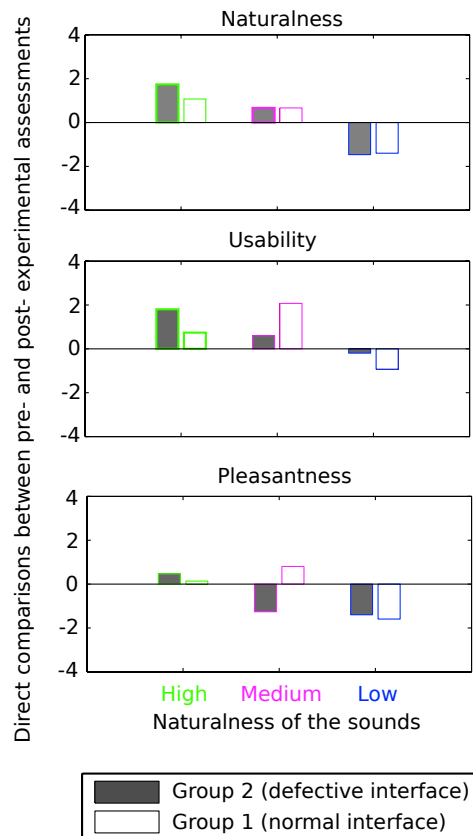 Direct comparisons between pre- and post- experimental assessments
Naturalness
4
2
0
-2
-4
Usability
4
2
0
-2
-4
Pleasantness
4
2
0
-2
-4
High Medium Low
Naturalness of the sounds
Group 2 (defective interface)
Group 1 (normal interface)